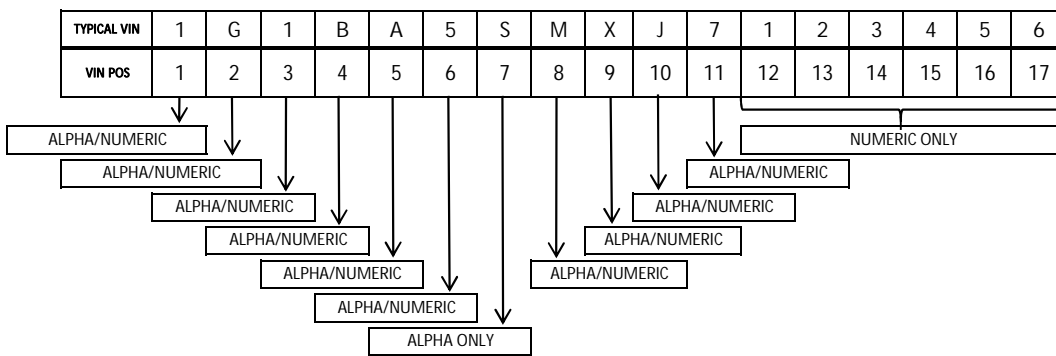 TYPICAL VIN 1 G 1 B A 5 S M X J 7 1 2 3 4 5 6
VIN POS 1 2 3 4 5 6 7 8 9 10 11 12 13 14 15 16 17
ALPHA/NUMERIC NUMERIC ONLY
ALPHA/NUMERIC ALPHA/NUMERIC
ALPHA/NUMERIC ALPHA/NUMERIC
ALPHA/NUMERIC ALPHA/NUMERIC
ALPHA/NUMERIC ALPHA/NUMERIC
ALPHA/NUMERIC
ALPHA ONLY